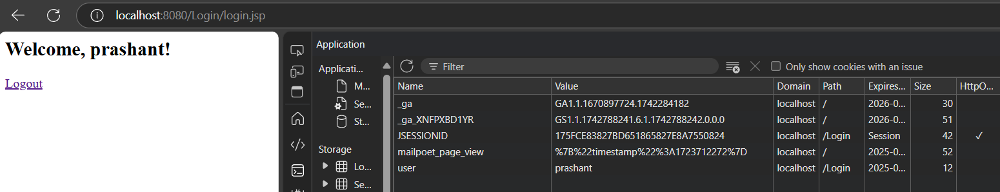 localhost:8080/Login/login.jsp
Welcome, prashant!
Logout
Application
Applicati...
M...
Se...
St...
Storage
Lo...
Se...
Filter
Only show cookies with an issue
Name Value Domain Path Expires... Size HttpO...
_ga GA1.1.1670897724.1742284182 localhost / 2026-0... 30
_ga_XNFPXBD1YR GS1.1.1742788241.6.1.1742788242.0.0.0 localhost / 2026-0... 51
JSESSIONID 175FCE83827BD651865827E8A7550824 localhost /Login Session 42 ✓
mailpoet_page_view %7B%22timestamp%22%3A1723712272%7D localhost / 2025-0... 52
user prashant localhost /Login 2025-0... 12